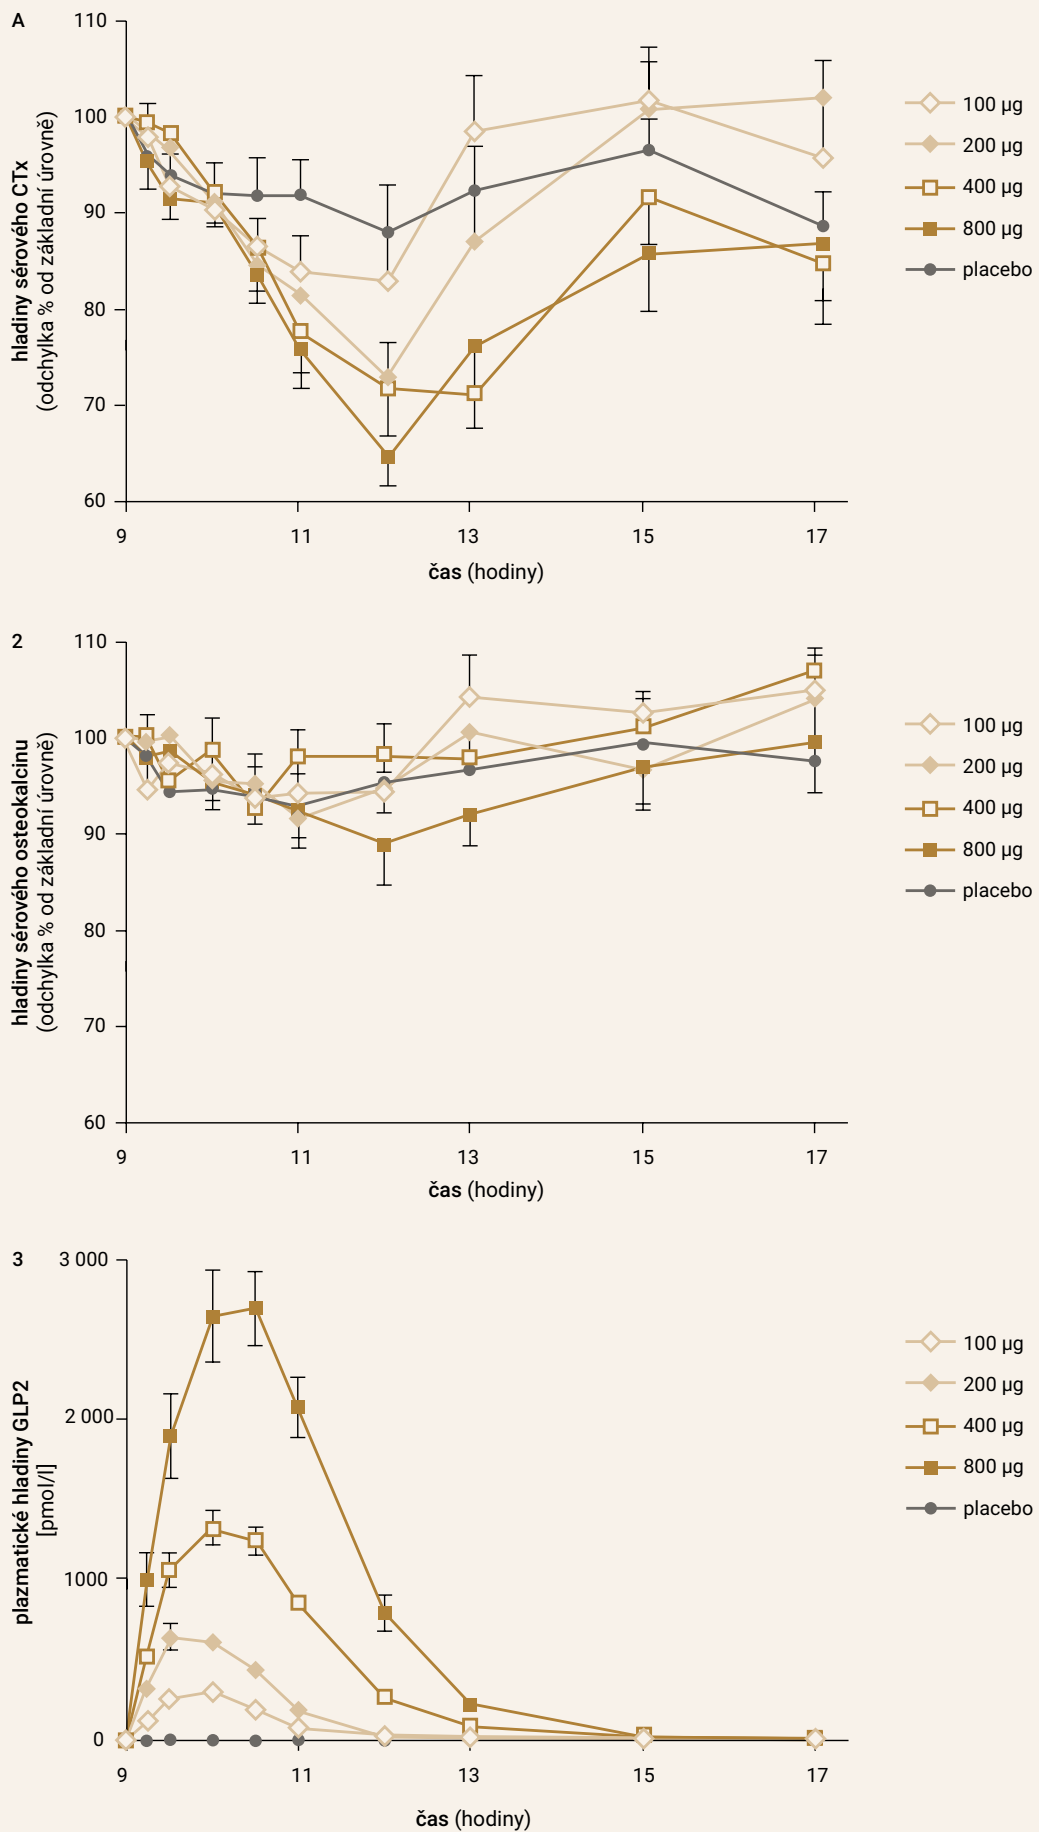 A
110
100
90
80
70
60
hladiny sérového CTx
(odchylka % od základní úrovně)
9
11
13
15
17
čas (hodiny)
100 µg
200 µg
400 µg
800 µg
placebo
2
110
100
90
80
70
60
hladiny sérového osteokalcinu
(odchylka % od základní úrovně)
9
11
13
15
17
čas (hodiny)
100 µg
200 µg
400 µg
800 µg
placebo
3
3 000
2 000
1000
0
plazmatické hladiny GLP2
[pmol/l]
9
11
13
15
17
čas (hodiny)
100 µg
200 µg
400 µg
800 µg
placebo